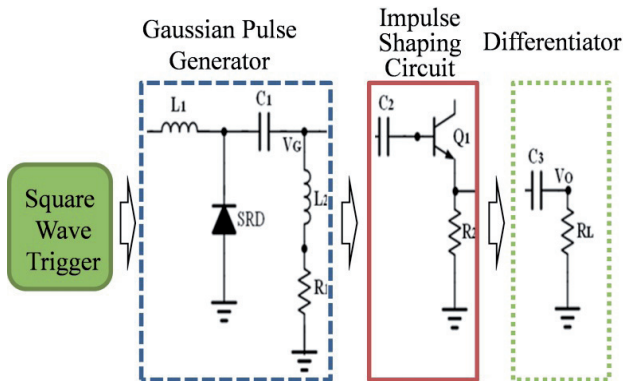 Gaussian Pulse
Generator
Impulse
Shaping
Circuit
Differentiator
Square
Wave
Trigger
L1
C1
VG
L2
SRD
R1
C2
Q1
R2
C3
VO
RL